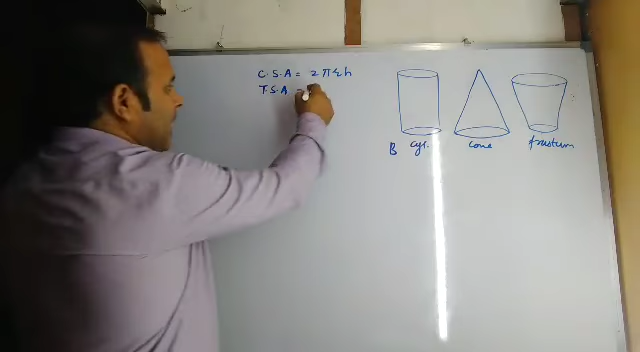 C.S.A = 2πrh
T.S.A =
B cyl. cone frustum